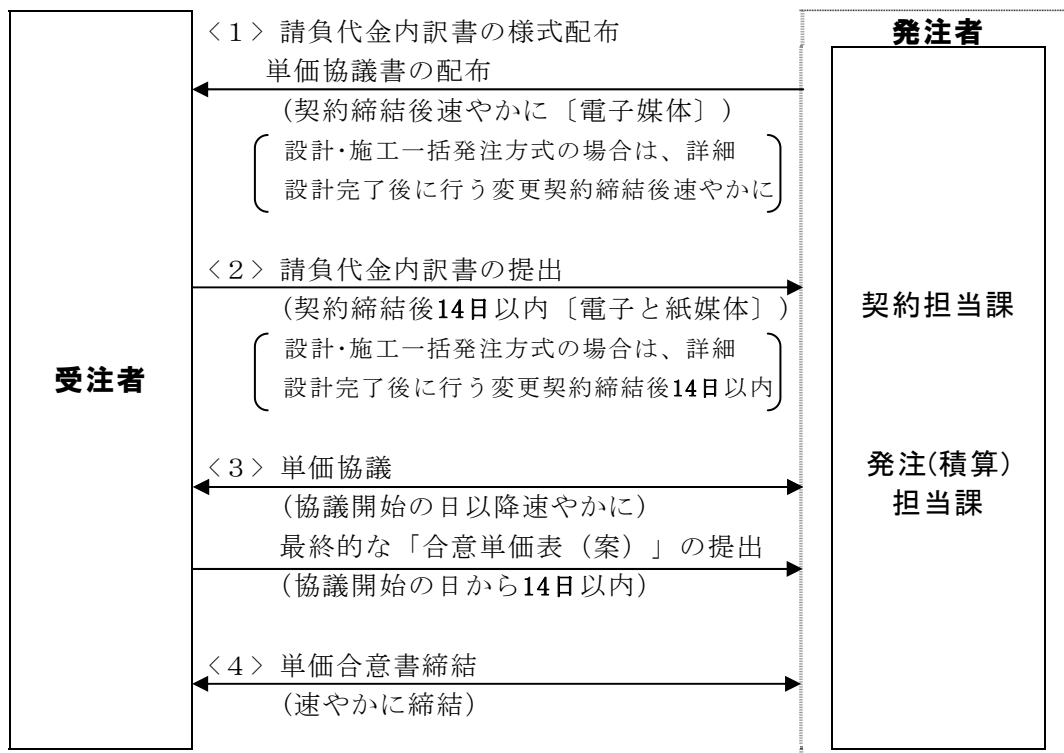 受注者
<1> 請負代金内訳書の様式配布
単価協議書の配布
(契約締結後速やかに〔電子媒体〕)
設計･施工一括発注方式の場合は、詳細
設計完了後に行う変更契約締結後速やかに
<2> 請負代金内訳書の提出
(契約締結後14日以内〔電子と紙媒体〕)
設計･施工一括発注方式の場合は、詳細
設計完了後に行う変更契約締結後14日以内
<3> 単価協議
(協議開始の日以降速やかに)
最終的な「合意単価表（案）」の提出
(協議開始の日から14日以内)
<4> 単価合意書締結
(速やかに締結)
発注者
契約担当課
発注(積算)
担当課